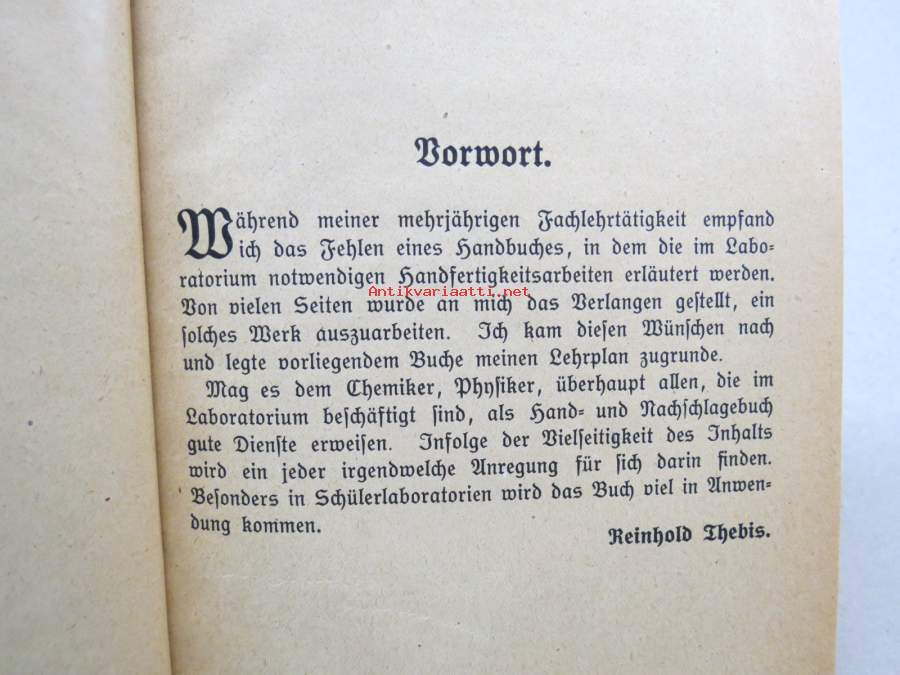 Vorwort.
Während meiner mehrjährigen Fachlehrtätigkeit empfand
ich das Fehlen eines Handbuches, in dem die im Labo-
ratorium notwendigen Handfertigkeitsarbeiten erläutert werden.
Antikvariaatti.net
Von vielen Seiten wurde an mich das Verlangen gestellt, ein
solches Werk auszuarbeiten. Ich kam diesen Wünschen nach
und legte vorliegendem Buche meinen Lehrplan zugrunde.
Mag es dem Chemiker, Physiker, überhaupt allen, die im
Laboratorium beschäftigt sind, als Hand- und Nachschlagebuch
gute Dienste erweisen. Infolge der Vielseitigkeit des Inhalts
wird ein jeder irgendwelche Anregung für sich darin finden.
Besonders in Schülerlaboratorien wird das Buch viel in Anwen-
dung kommen.
Reinhold Thebis.